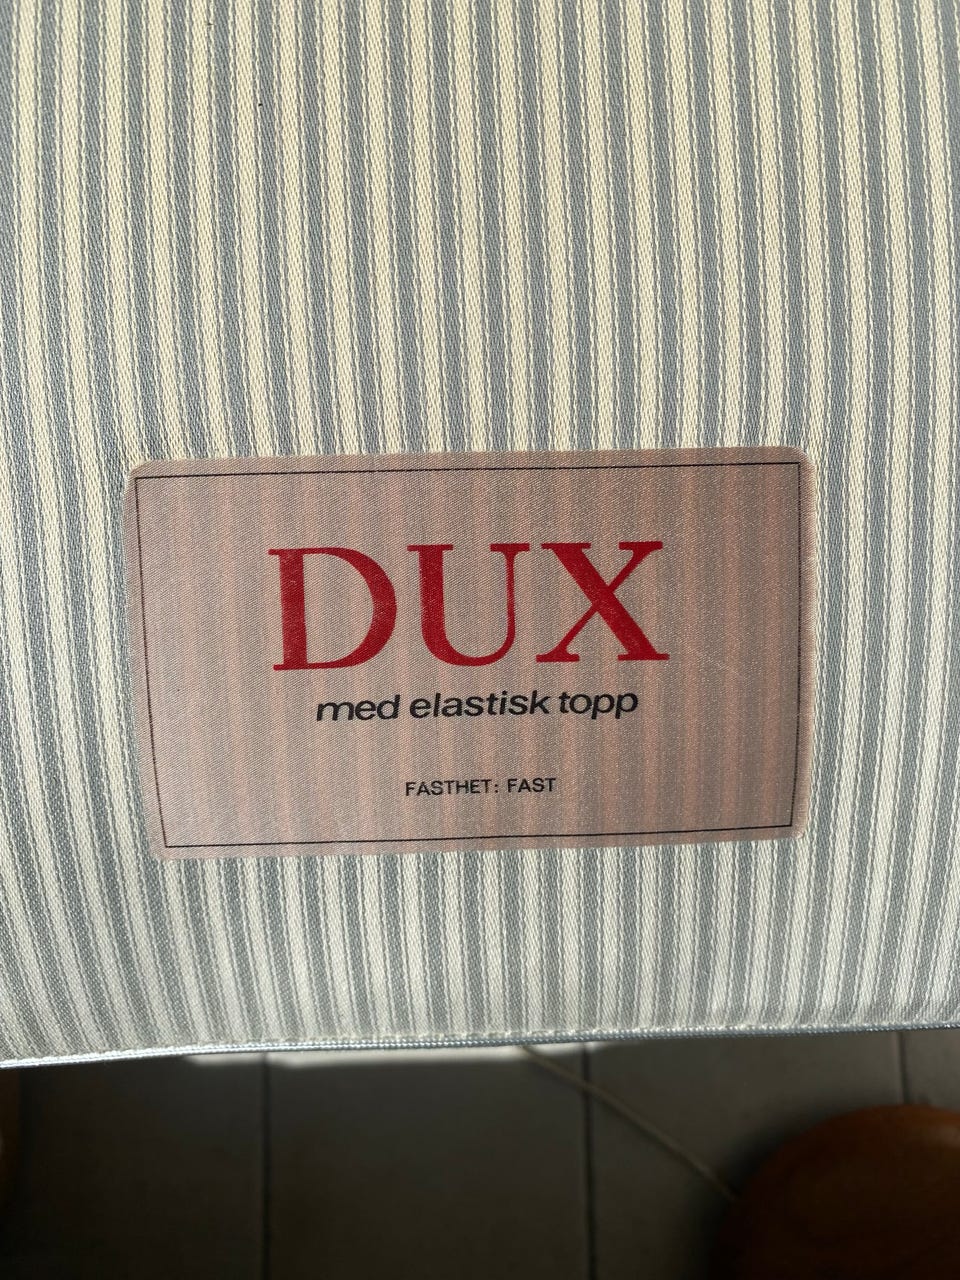 DUX
med elastisk topp
FASTHET: FAST